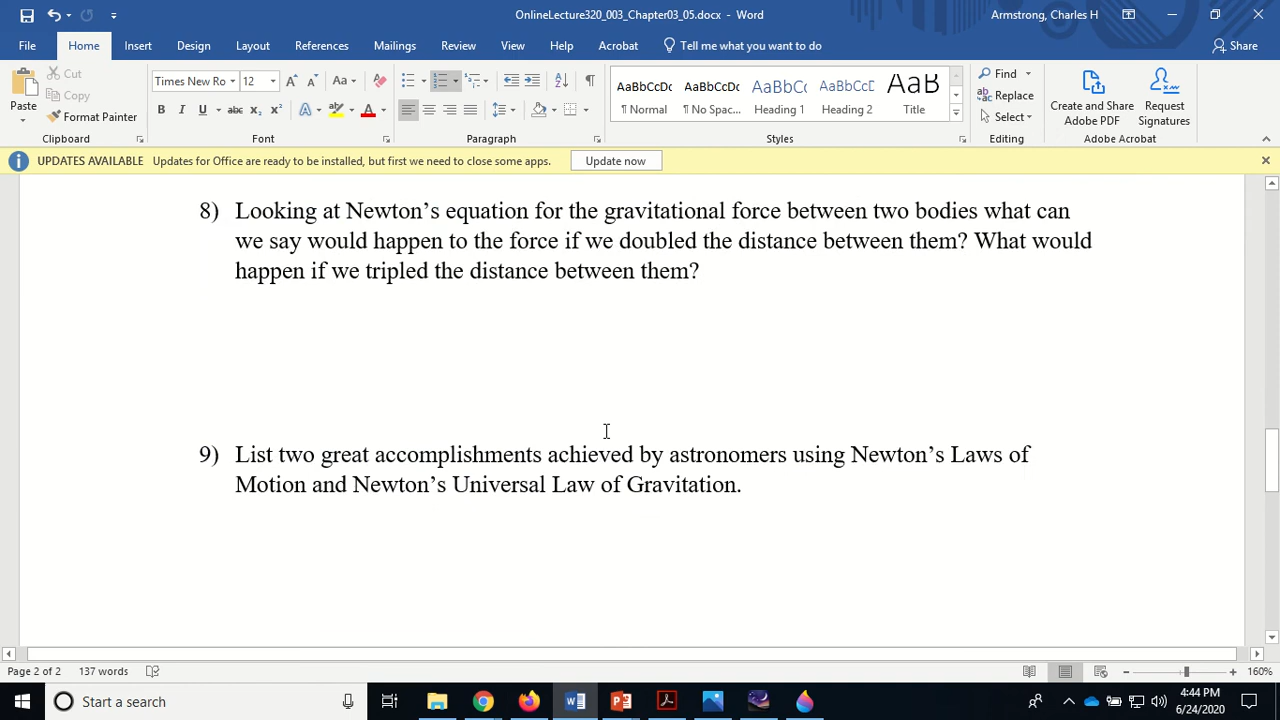 OnlineLecture320_003_Chapter03_05.docx - Word
Armstrong, Charles H
File Home Insert Design Layout References Mailings Review View Help Acrobat Tell me what you want to do Share
Paste
Cut
Copy
Format Painter
Clipboard
Times New Ro 12
Font
Paragraph
AaBbCcDc AaBbCcDc AaBbC( AaBbCcD AaB
¶ Normal ¶ No Spac... Heading 1 Heading 2 Title
Styles
Find
Replace
Select
Editing
Create and Share Adobe PDF
Request Signatures
Adobe Acrobat
UPDATES AVAILABLE Updates for Office are ready to be installed, but first we need to close some apps. Update now
8) Looking at Newton’s equation for the gravitational force between two bodies what can
we say would happen to the force if we doubled the distance between them? What would
happen if we tripled the distance between them?
9) List two great accomplishments achieved by astronomers using Newton’s Laws of
Motion and Newton’s Universal Law of Gravitation.
Page 2 of 2 137 words 160%
Start a search
4:44 PM
6/24/2020